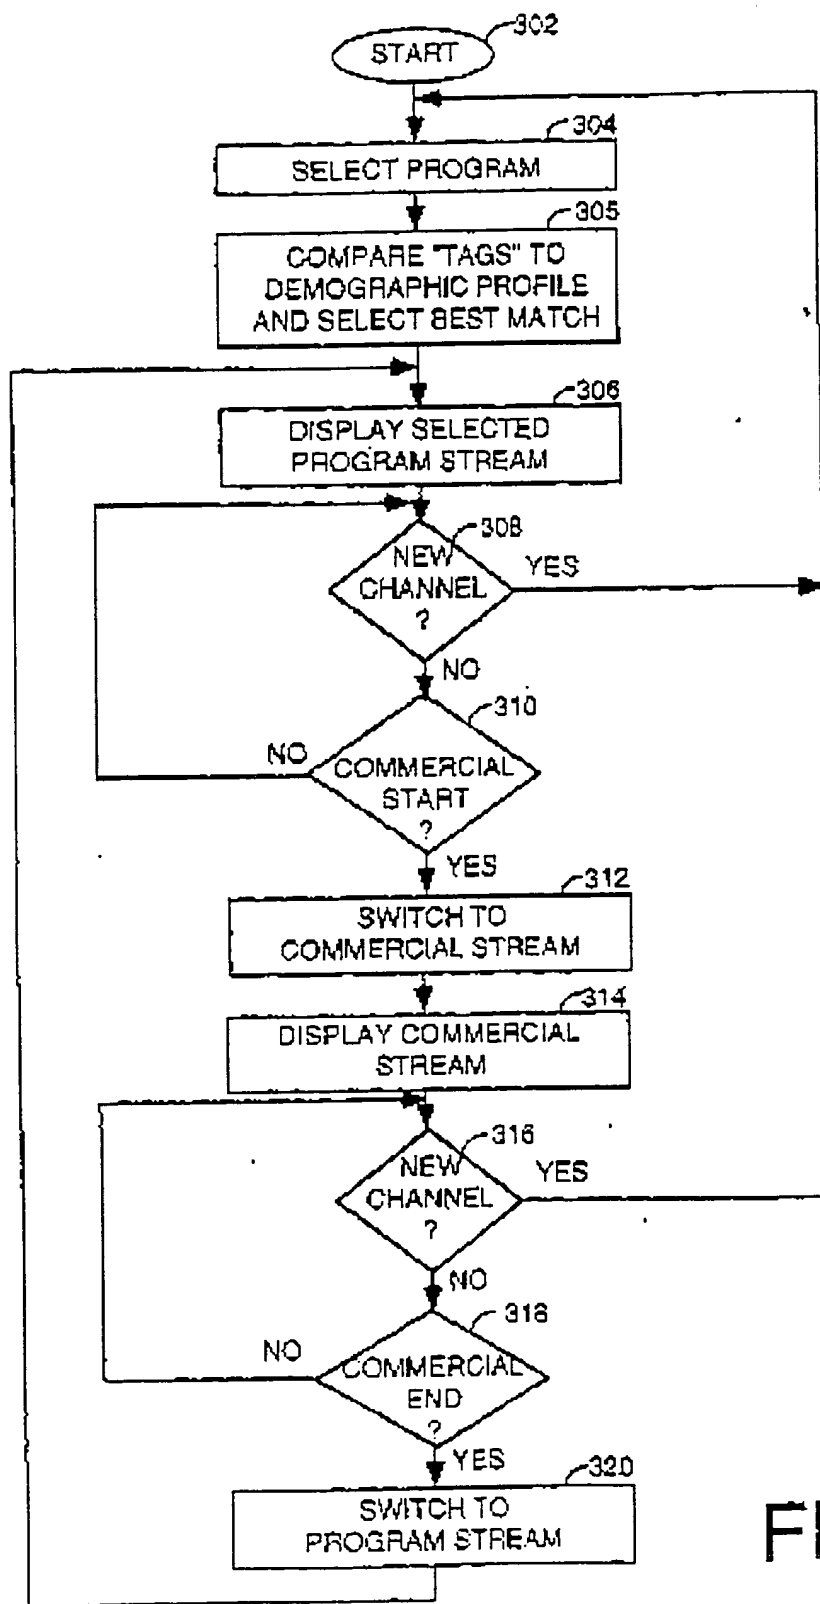 302
START
304
SELECT PROGRAM
305
COMPARE "TAGS" TO
DEMOGRAPHIC PROFILE
AND SELECT BEST MATCH
306
DISPLAY SELECTED
PROGRAM STREAM
308
NEW
CHANNEL
?
YES
NO
310
NO
COMMERCIAL
START
?
YES
312
SWITCH TO
COMMERCIAL STREAM
314
DISPLAY COMMERCIAL
STREAM
316
NEW
CHANNEL
?
YES
NO
318
NO
COMMERCIAL
END
?
YES
320
SWITCH TO
PROGRAM STREAM